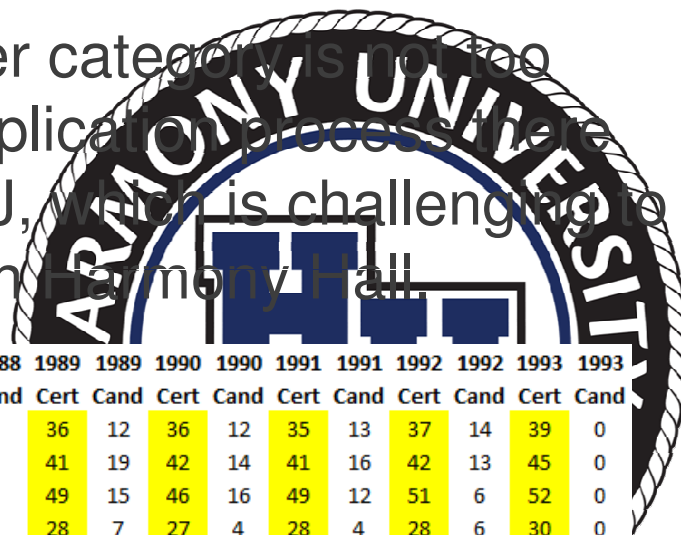 er category is not too
plication process there
J, which is challenging to
n Harmony Hall.
ARMONY UNIVERSITY
HU
88 1989 1989 1990 1990 1991 1991 1992 1992 1993 1993
nd Cert Cand Cert Cand Cert Cand Cert Cand Cert Cand
36 12 36 12 35 13 37 14 39 0
41 19 42 14 41 16 42 13 45 0
49 15 46 16 49 12 51 6 52 0
28 7 27 4 28 4 28 6 30 0